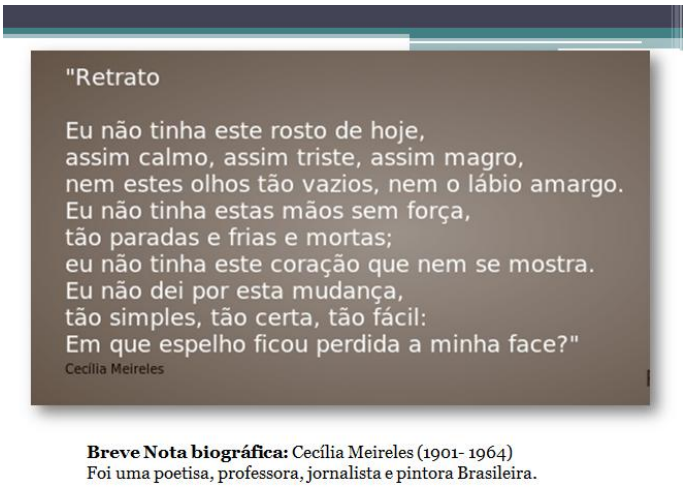 "Retrato
Eu não tinha este rosto de hoje,
assim calmo, assim triste, assim magro,
nem estes olhos tão vazios, nem o lábio amargo.
Eu não tinha estas mãos sem força,
tão paradas e frias e mortas;
eu não tinha este coração que nem se mostra.
Eu não dei por esta mudança,
tão simples, tão certa, tão fácil:
Em que espelho ficou perdida a minha face?"
Cecília Meireles
Breve Nota biográfica: Cecília Meireles (1901- 1964)
Foi uma poetisa, professora, jornalista e pintora Brasileira.